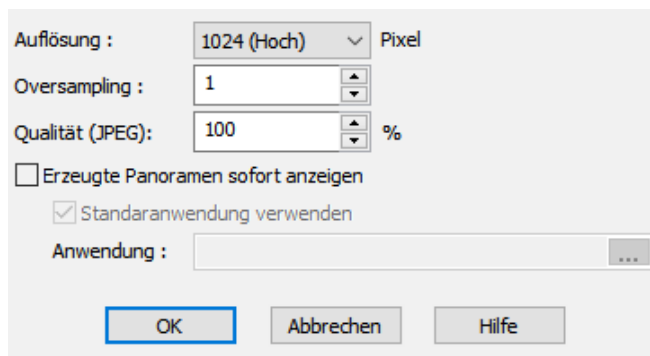 Auflösung : 1024 (Hoch) Pixel
Oversampling : 1
Qualität (JPEG): 100 %
Erzeugte Panoramen sofort anzeigen
Standaranwendung verwenden
Anwendung : ...
OK Abbrechen Hilfe